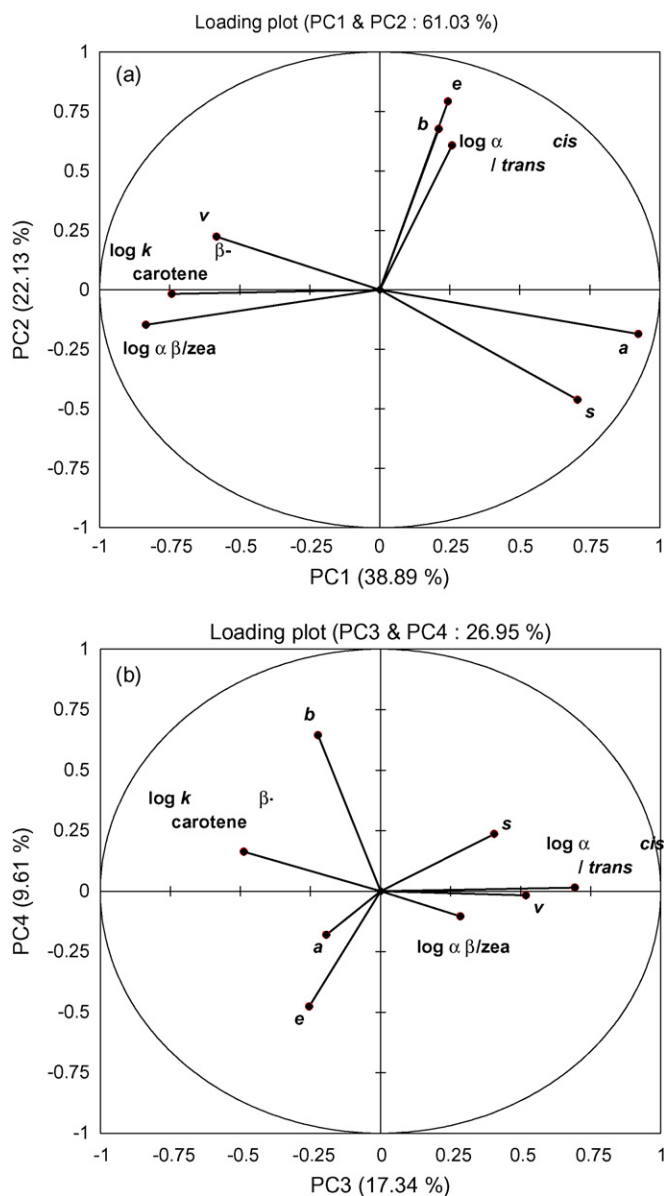 Loading plot (PC1 & PC2 : 61.03 %)
(a)
1
0.75
0.5
0.25
0
-0.25
-0.5
-0.75
-1
PC2 (22.13 %)
e
b
log α cis
/ trans
v
log k β-
carotene
log α β/zea
a
s
-1 -0.75 -0.5 -0.25 0 0.25 0.5 0.75 1
PC1 (38.89 %)
Loading plot (PC3 & PC4 : 26.95 %)
(b)
1
0.75
0.5
0.25
0
-0.25
-0.5
-0.75
-1
PC4 (9.61 %)
b
log k β-
carotene
s
log α cis
/ trans
v
log α β/zea
a
e
-1 -0.75 -0.50 -0.25 0 0.25 0.5 0.75 1
PC3 (17.34 %)